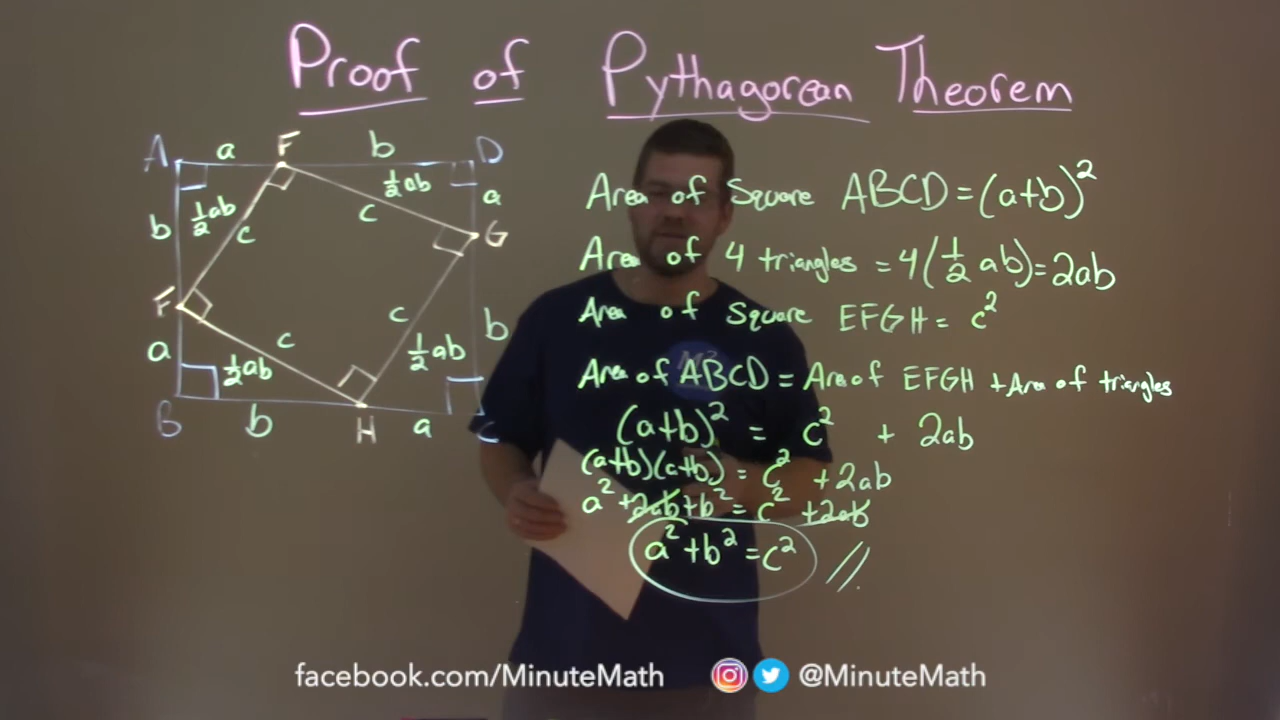 Proof of Pythagorean Theorem
A a F b D
½ab c
½ab a
b c G
F c b
a ½ab c ½ab
B b H a C
Area of Square ABCD = (a+b)²
Area of 4 triangles = 4(½ ab) = 2ab
Area of Square EFGH = c²
Area of ABCD = Area of EFGH + Area of triangles
(a+b)² = c² + 2ab
(a+b)(a+b) = c² + 2ab
a² + 2ab + b² = c² + 2ab
a² + b² = c² //
facebook.com/MinuteMath @MinuteMath